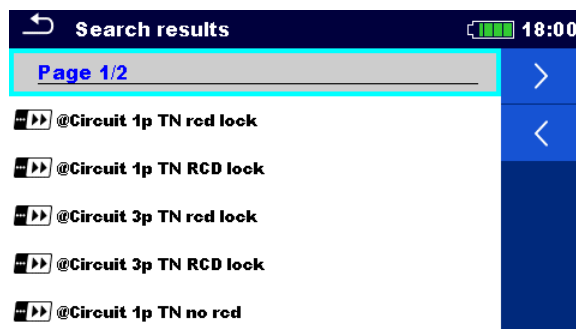 Search results
18:00
Page 1/2
@Circuit 1p TN rcd lock
@Circuit 1p TN RCD lock
@Circuit 3p TN rcd lock
@Circuit 3p TN RCD lock
@Circuit 1p TN no rcd